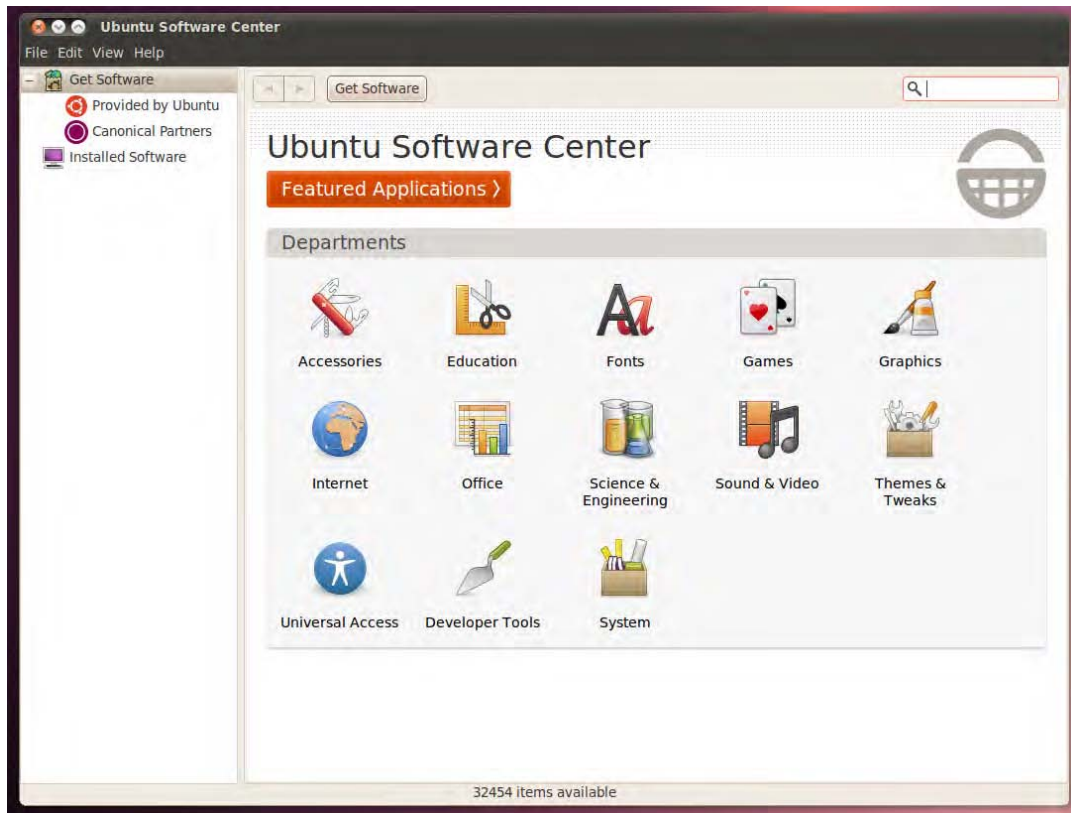 Ubuntu Software Center
File Edit View Help
Get Software
Provided by Ubuntu
Canonical Partners
Installed Software
Get Software
Ubuntu Software Center
Featured Applications 〉
Departments
Accessories
Education
Fonts
Games
Graphics
Internet
Office
Science &
Engineering
Sound & Video
Themes &
Tweaks
Universal Access
Developer Tools
System
32454 items available